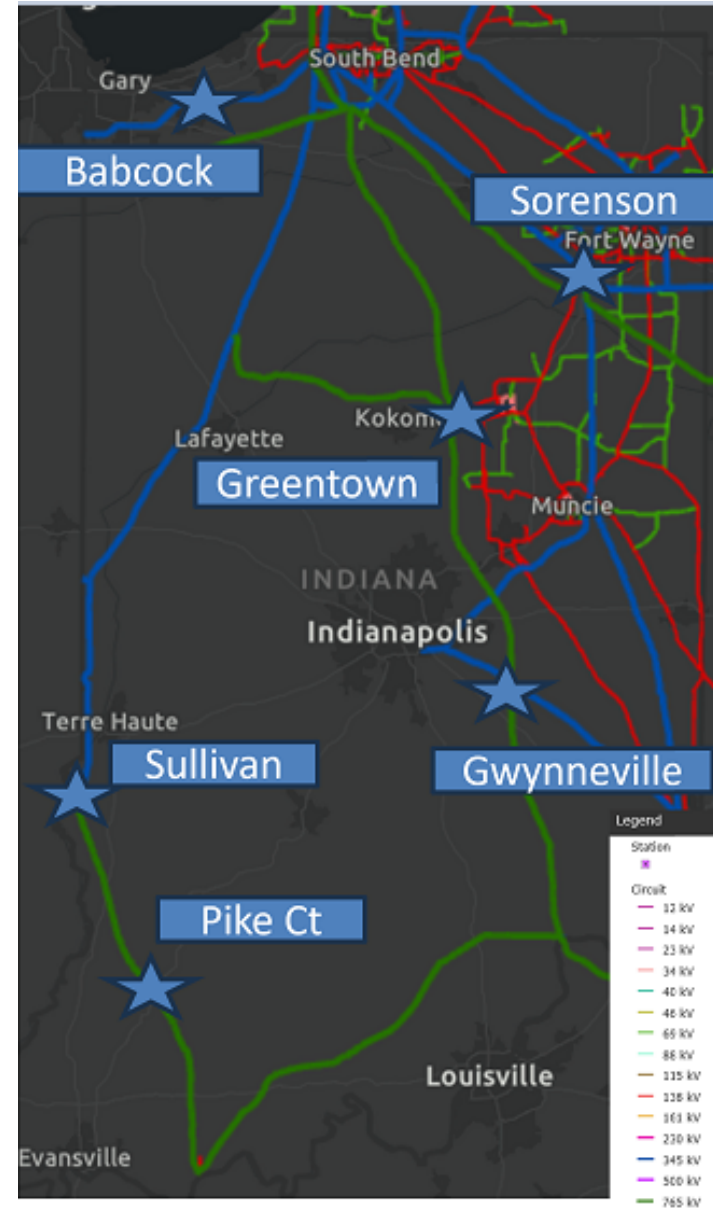 South Bend
Gary
Babcock
Sorenson
Fort Wayne
Kokom
Lafayette
Greentown
Muncie
INDIANA
Indianapolis
Terre Haute
Sullivan
Gwynneville
Pike Ct
Louisville
Evansville
Legend
Station
Circuit
12 kV
14 kV
23 kV
34 kV
40 kV
46 kV
69 kV
88 kV
115 kV
138 kV
161 kV
230 kV
345 kV
500 kV
765 kV